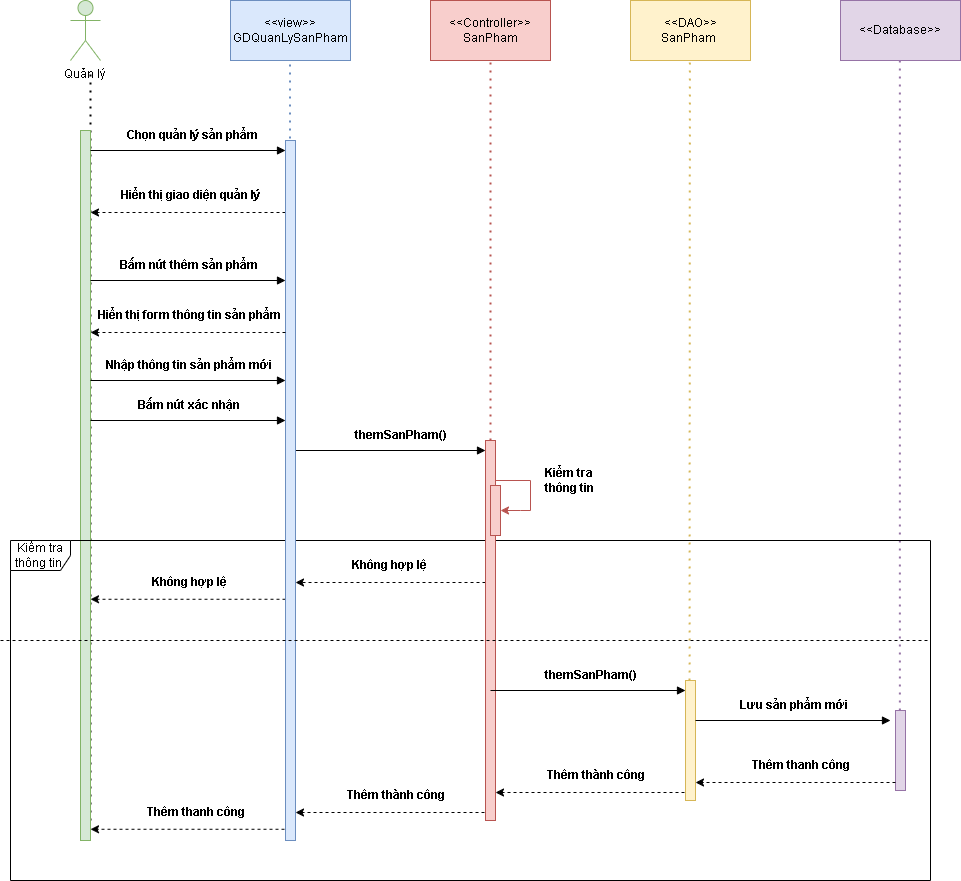 Quản lý
<<view>>
GDQuanLySanPham
<<Controller>>
SanPham
<<DAO>>
SanPham
<<Database>>
Chọn quản lý sản phẩm
Hiển thị giao diện quản lý
Bấm nút thêm sản phẩm
Hiển thị form thông tin sản phẩm
Nhập thông tin sản phẩm mới
Bấm nút xác nhận
themSanPham()
Kiểm tra
thông tin
Kiểm tra
thông tin
Không hợp lệ
Không hợp lệ
themSanPham()
Lưu sản phẩm mới
Thêm thanh công
Thêm thành công
Thêm thành công
Thêm thanh công